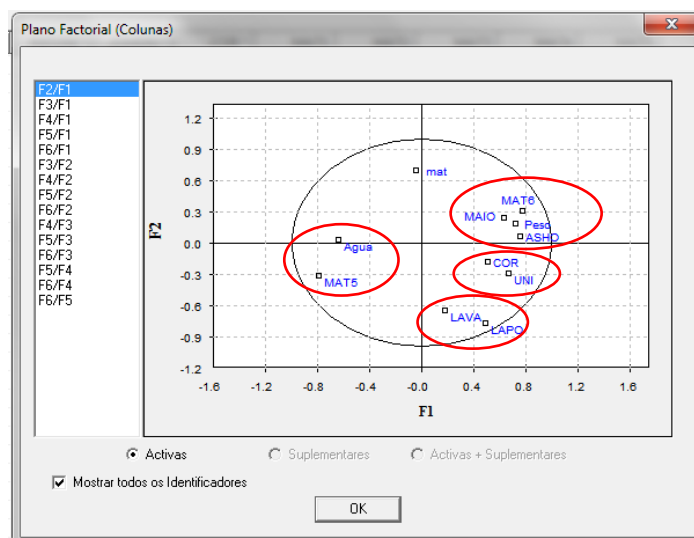 Plano Factorial (Colunas)
F2/F1
F3/F1
F4/F1
F5/F1
F6/F1
F3/F2
F4/F2
F5/F2
F6/F2
F4/F3
F5/F3
F6/F3
F5/F4
F6/F4
F6/F5
F2
1.2
0.9
0.6
0.3
0.0
-0.3
-0.6
-0.9
-1.2
mat
MAT6
MAIO
Peso
ASHO
Agua
COR
MAT5
UNI
LAVA
LAPO
-1.6
-1.2
-0.8
-0.4
-0.0
0.4
0.8
1.2
1.6
F1
Activas
Suplementares
Activas + Suplementares
Mostrar todos os Identificadores
OK